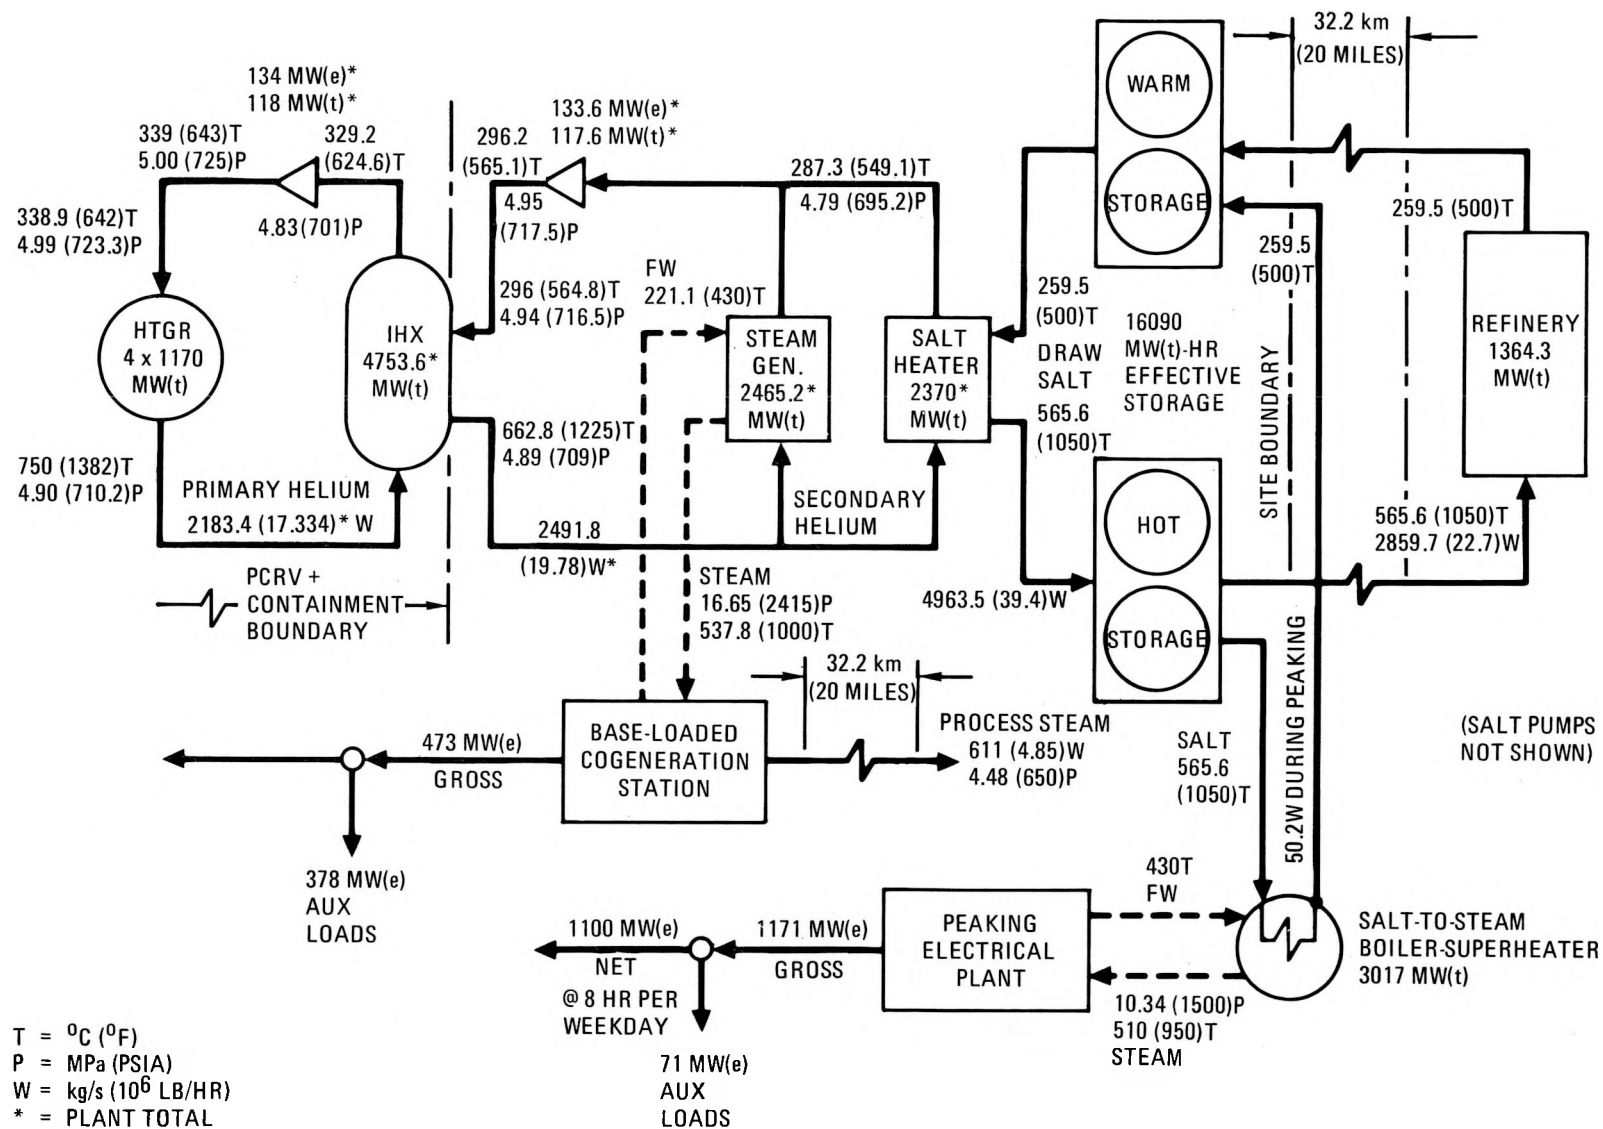 134 MW(e)*
118 MW(t)*
339 (643)T
5.00 (725)P
329.2
(624.6)T
338.9 (642)T
4.99 (723.3)P
4.83(701)P
HTGR
4 x 1170
MW(t)
IHX
4753.6*
MW(t)
750 (1382)T
4.90 (710.2)P
PRIMARY HELIUM
2183.4 (17.334)* W
PCRV +
CONTAINMENT
BOUNDARY
133.6 MW(e)*
117.6 MW(t)*
296.2
(565.1)T
4.95
(717.5)P
287.3 (549.1)T
4.79 (695.2)P
296 (564.8)T
4.94 (716.5)P
FW
221.1 (430)T
STEAM
GEN.
2465.2*
MW(t)
SALT
HEATER
2370*
MW(t)
662.8 (1225)T
4.89 (709)P
SECONDARY
HELIUM
2491.8
(19.78)W*
STEAM
16.65 (2415)P
537.8 (1000)T
WARM
STORAGE
32.2 km
(20 MILES)
259.5 (500)T
259.5
(500)T
259.5
(500)T
DRAW
SALT
565.6
(1050)T
16090
MW(t)-HR
EFFECTIVE
STORAGE
SITE BOUNDARY
REFINERY
1364.3
MW(t)
HOT
STORAGE
565.6 (1050)T
2859.7 (22.7)W
4963.5 (39.4)W
32.2 km
(20 MILES)
BASE-LOADED
COGENERATION
STATION
473 MW(e)
GROSS
PROCESS STEAM
611 (4.85)W
4.48 (650)P
378 MW(e)
AUX
LOADS
SALT
565.6
(1050)T
50.2W DURING PEAKING
(SALT PUMPS
NOT SHOWN)
430T
FW
PEAKING
ELECTRICAL
PLANT
1171 MW(e)
GROSS
1100 MW(e)
NET
@ 8 HR PER
WEEKDAY
71 MW(e)
AUX
LOADS
10.34 (1500)P
510 (950)T
STEAM
SALT-TO-STEAM
BOILER-SUPERHEATER
3017 MW(t)
T = ⁰C (⁰F)
P = MPa (PSIA)
W = kg/s (10⁶ LB/HR)
* = PLANT TOTAL